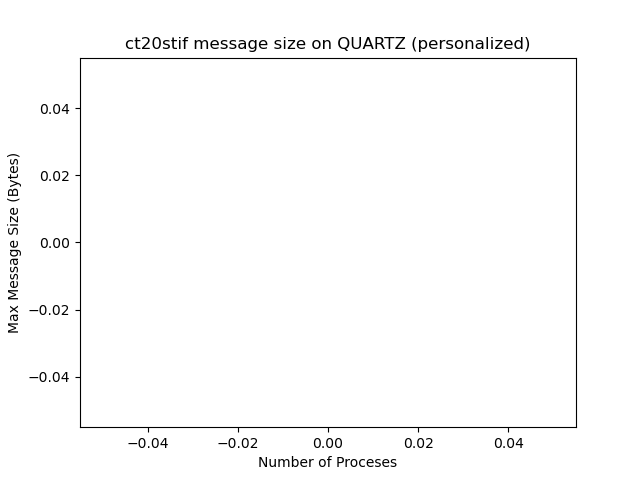 ct20stif message size on QUARTZ (personalized)
Max Message Size (Bytes)
0.04
0.02
0.00
−0.02
−0.04
−0.04 −0.02 0.00 0.02 0.04
Number of Proceses